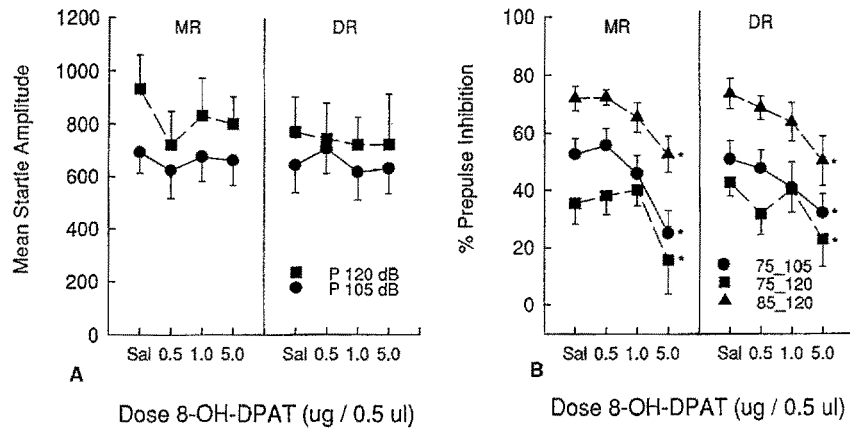 MR DR
1200
1000
800
600
400
200
0
Mean Startle Amplitude
P 120 dB
P 105 dB
Sal 0.5 1.0 5.0 Sal 0.5 1.0 5.0
A
Dose 8-OH-DPAT (ug / 0.5 ul)
MR DR
100
80
60
40
20
0
% Prepulse Inhibition
*
*
*
*
*
*
75_105
75_120
85_120
Sal 0.5 1.0 5.0 Sal 0.5 1.0 5.0
B
Dose 8-OH-DPAT (ug / 0.5 ul)